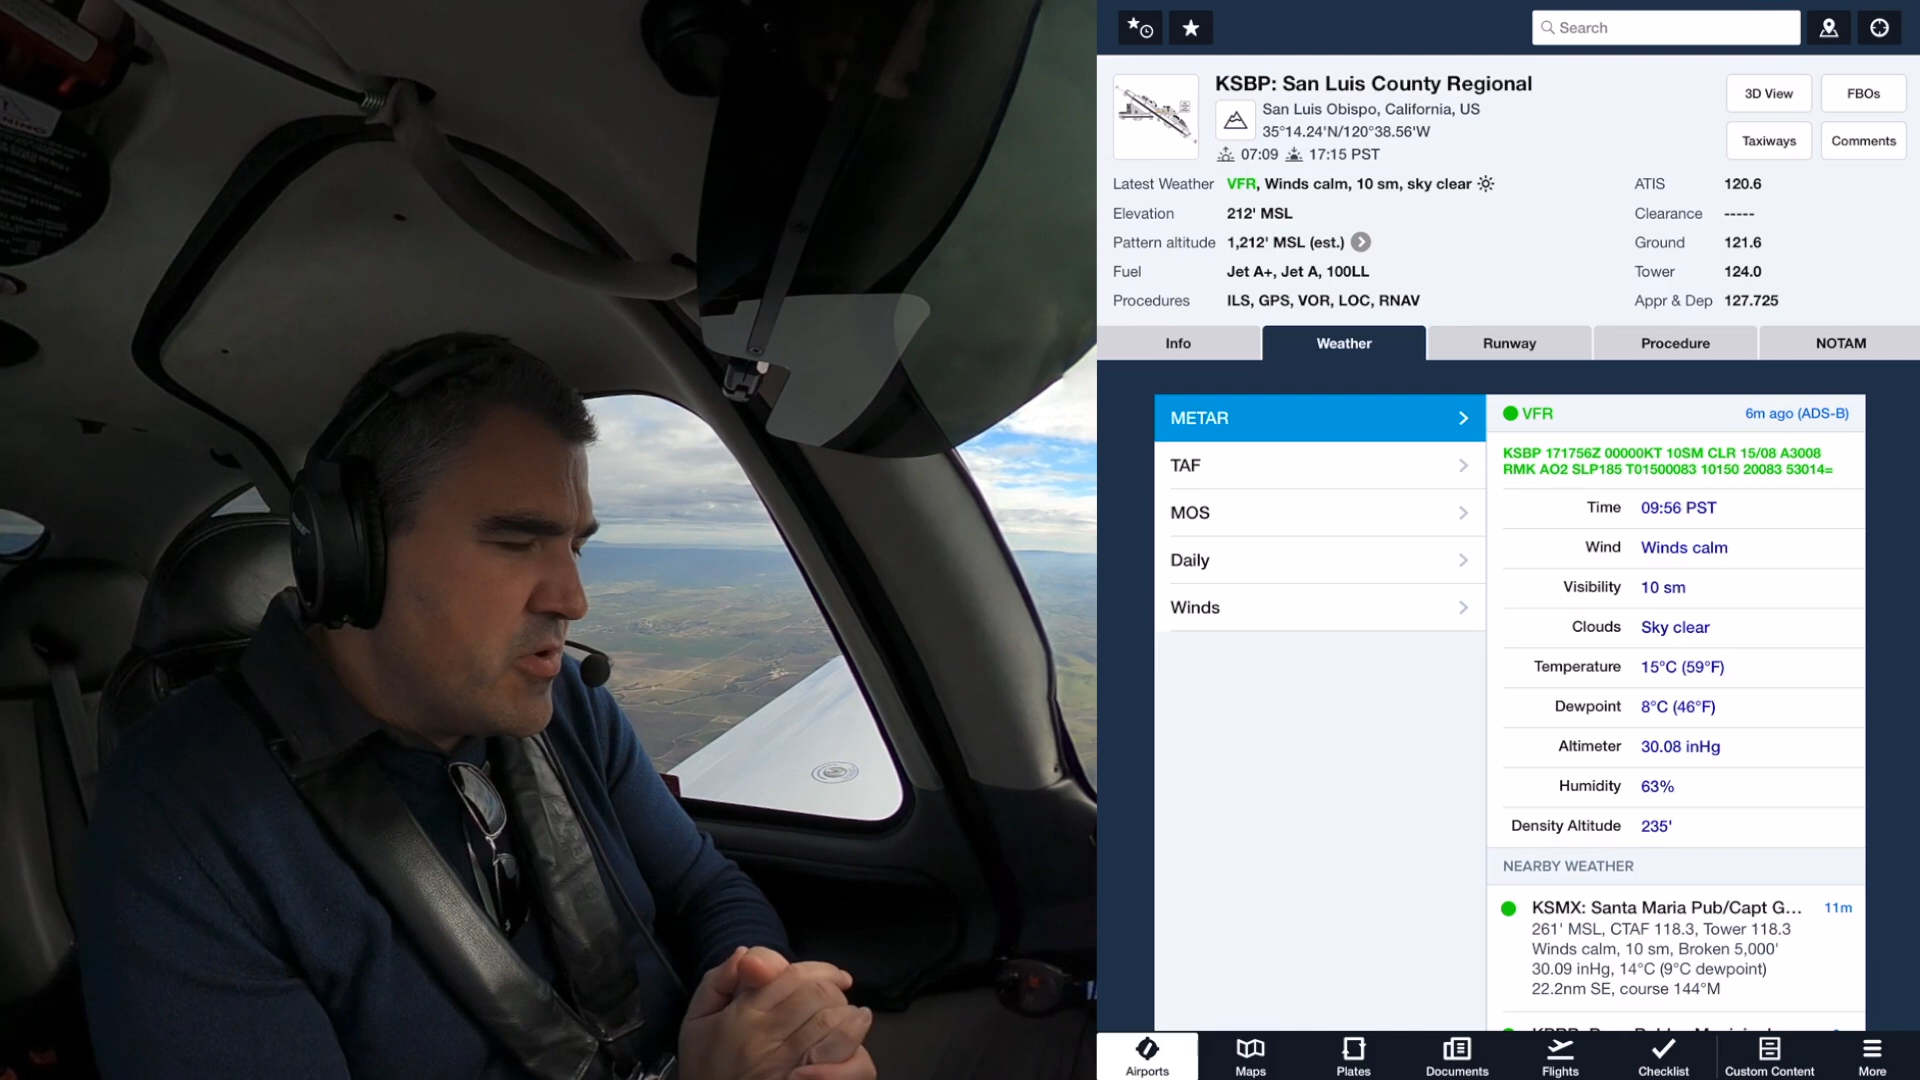 NING
Search
KSBP: San Luis County Regional
San Luis Obispo, California, US
35°14.24'N/120°38.56'W
07:09 17:15 PST
3D View
FBOs
Taxiways
Comments
Latest Weather VFR, Winds calm, 10 sm, sky clear
Elevation 212' MSL
Pattern altitude 1,212' MSL (est.)
Fuel Jet A+, Jet A, 100LL
Procedures ILS, GPS, VOR, LOC, RNAV
ATIS 120.6
Clearance -----
Ground 121.6
Tower 124.0
Appr & Dep 127.725
Info Weather Runway Procedure NOTAM
METAR
TAF
MOS
Daily
Winds
VFR 6m ago (ADS-B)
KSBP 171756Z 00000KT 10SM CLR 15/08 A3008
RMK AO2 SLP185 T01500083 10150 20083 53014=
Time 09:56 PST
Wind Winds calm
Visibility 10 sm
Clouds Sky clear
Temperature 15°C (59°F)
Dewpoint 8°C (46°F)
Altimeter 30.08 inHg
Humidity 63%
Density Altitude 235'
NEARBY WEATHER
KSMX: Santa Maria Pub/Capt G... 11m
261' MSL, CTAF 118.3, Tower 118.3
Winds calm, 10 sm, Broken 5,000'
30.09 inHg, 14°C (9°C dewpoint)
22.2nm SE, course 144°M
Airports Maps Plates Documents Flights Checklist Custom Content More